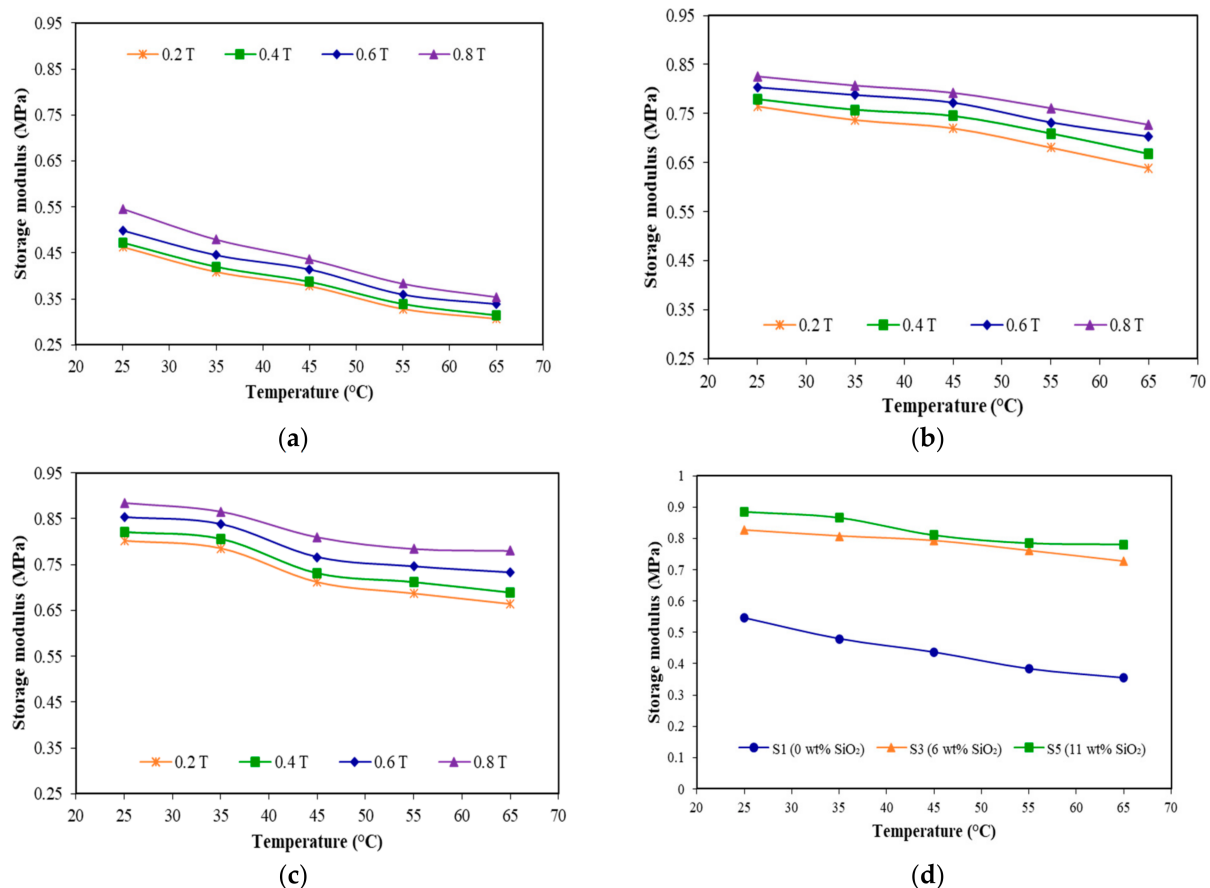 0.95
0.85
0.75
0.65
0.55
0.45
0.35
0.25
Storage modulus (MPa)
0.2 T 0.4 T 0.6 T 0.8 T
20 25 30 35 40 45 50 55 60 65 70
Temperature (°C)
(a)
0.95
0.85
0.75
0.65
0.55
0.45
0.35
0.25
Storage modulus (MPa)
0.2 T 0.4 T 0.6 T 0.8 T
20 25 30 35 40 45 50 55 60 65 70
Temperature (°C)
(b)
0.95
0.85
0.75
0.65
0.55
0.45
0.35
0.25
Storage modulus (MPa)
0.2 T 0.4 T 0.6 T 0.8 T
20 25 30 35 40 45 50 55 60 65 70
Temperature (°C)
(c)
1
0.9
0.8
0.7
0.6
0.5
0.4
0.3
0.2
0.1
0
Storage modulus (MPa)
S1 (0 wt% SiO₂) S3 (6 wt% SiO₂) S5 (11 wt% SiO₂)
20 25 30 35 40 45 50 55 60 65 70
Temperature (°C)
(d)